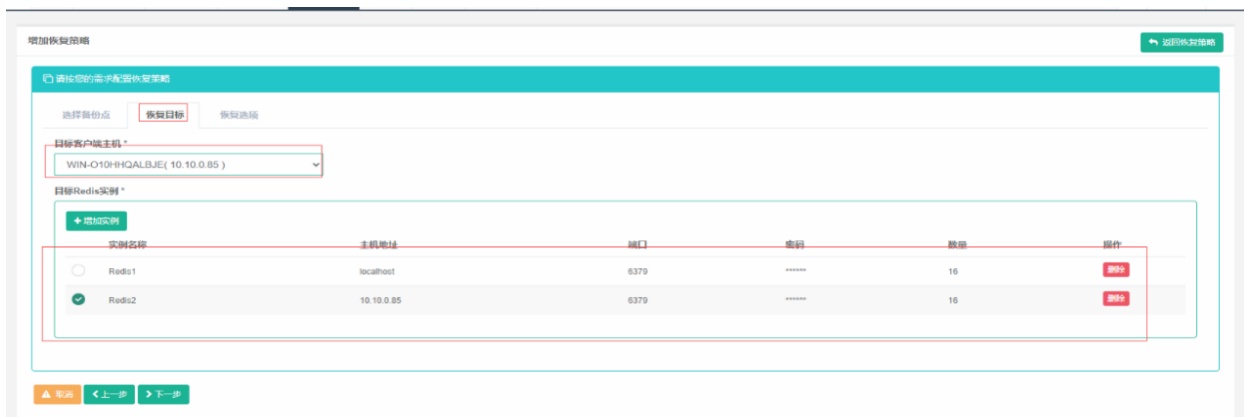 增加恢复策略
返回恢复策略
请按您的需求配置恢复策略
选择备份点 恢复目标 恢复选项
目标客户端主机 *
WIN-O10HHQALBJE( 10.10.0.85 )
目标Redis实例 *
+ 增加实例
实例名称 主机地址 端口 密码 数量 操作
Redis1 localhost 6379 ****** 16 删除
Redis2 10.10.0.85 6379 ****** 16 删除
取消 上一步 下一步